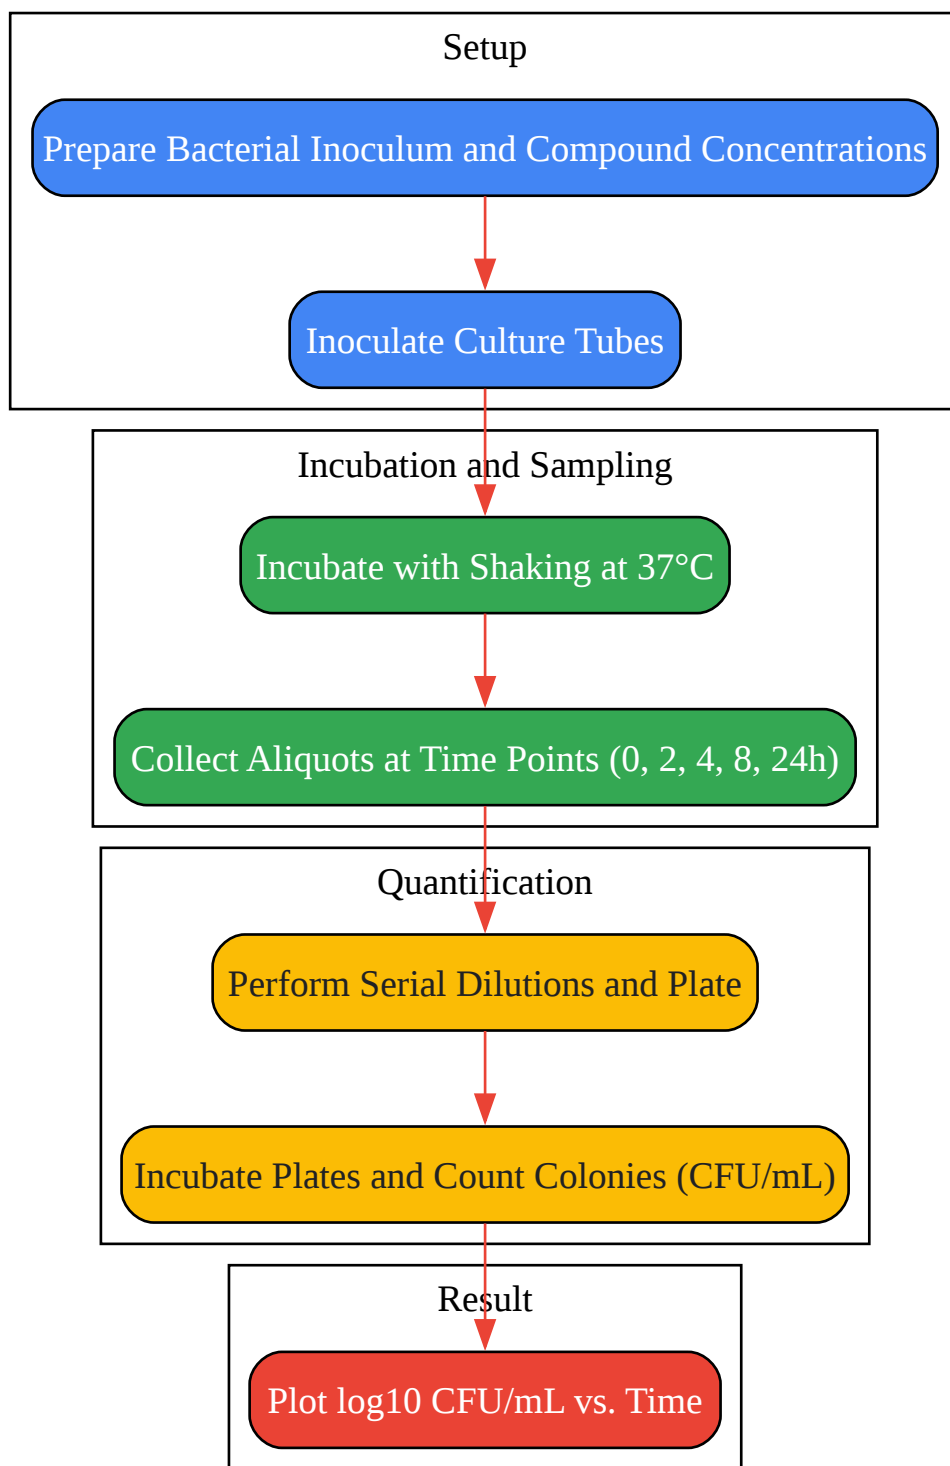 Setup
Prepare Bacterial Inoculum and Compound Concentrations
Inoculate Culture Tubes
Incubation and Sampling
Incubate with Shaking at 37°C
Collect Aliquots at Time Points (0, 2, 4, 8, 24h)
Quantification
Perform Serial Dilutions and Plate
Incubate Plates and Count Colonies (CFU/mL)
Result
Plot log10 CFU/mL vs. Time